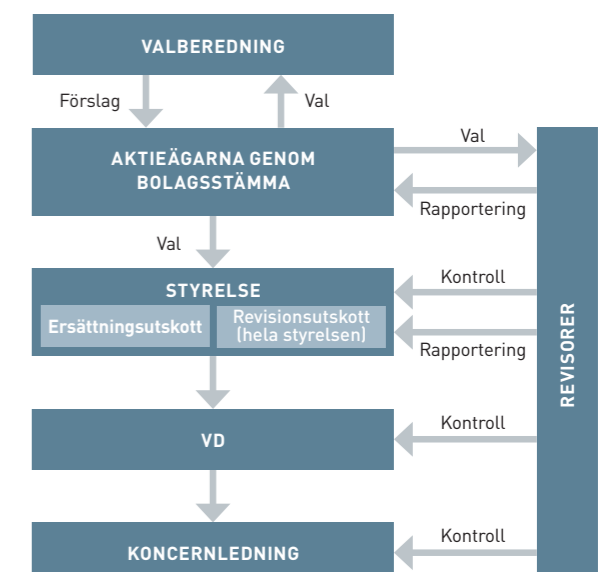 VALBEREDNING
Förslag
Val
AKTIEÄGARNA GENOM
BOLAGSSTÄMMA
Val
Rapportering
Val
STYRELSE
Ersättningsutskott
Revisionsutskott
(hela styrelsen)
Kontroll
Rapportering
REVISORER
VD
Kontroll
KONCERNLEDNING
Kontroll